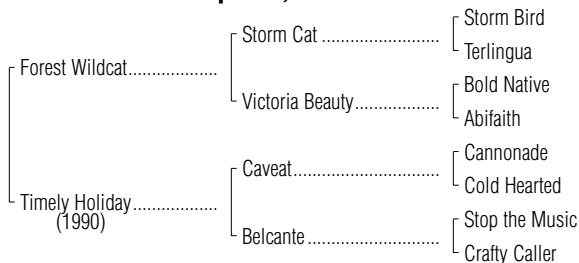 Storm Bird
Storm Cat........................
Terlingua
Forest Wildcat..................
Bold Native
Victoria Beauty.................
Abifaith
Cannonade
Caveat.............................
Cold Hearted
Timely Holiday.................
(1990)
Stop the Music
Belcante..........................
Crafty Caller